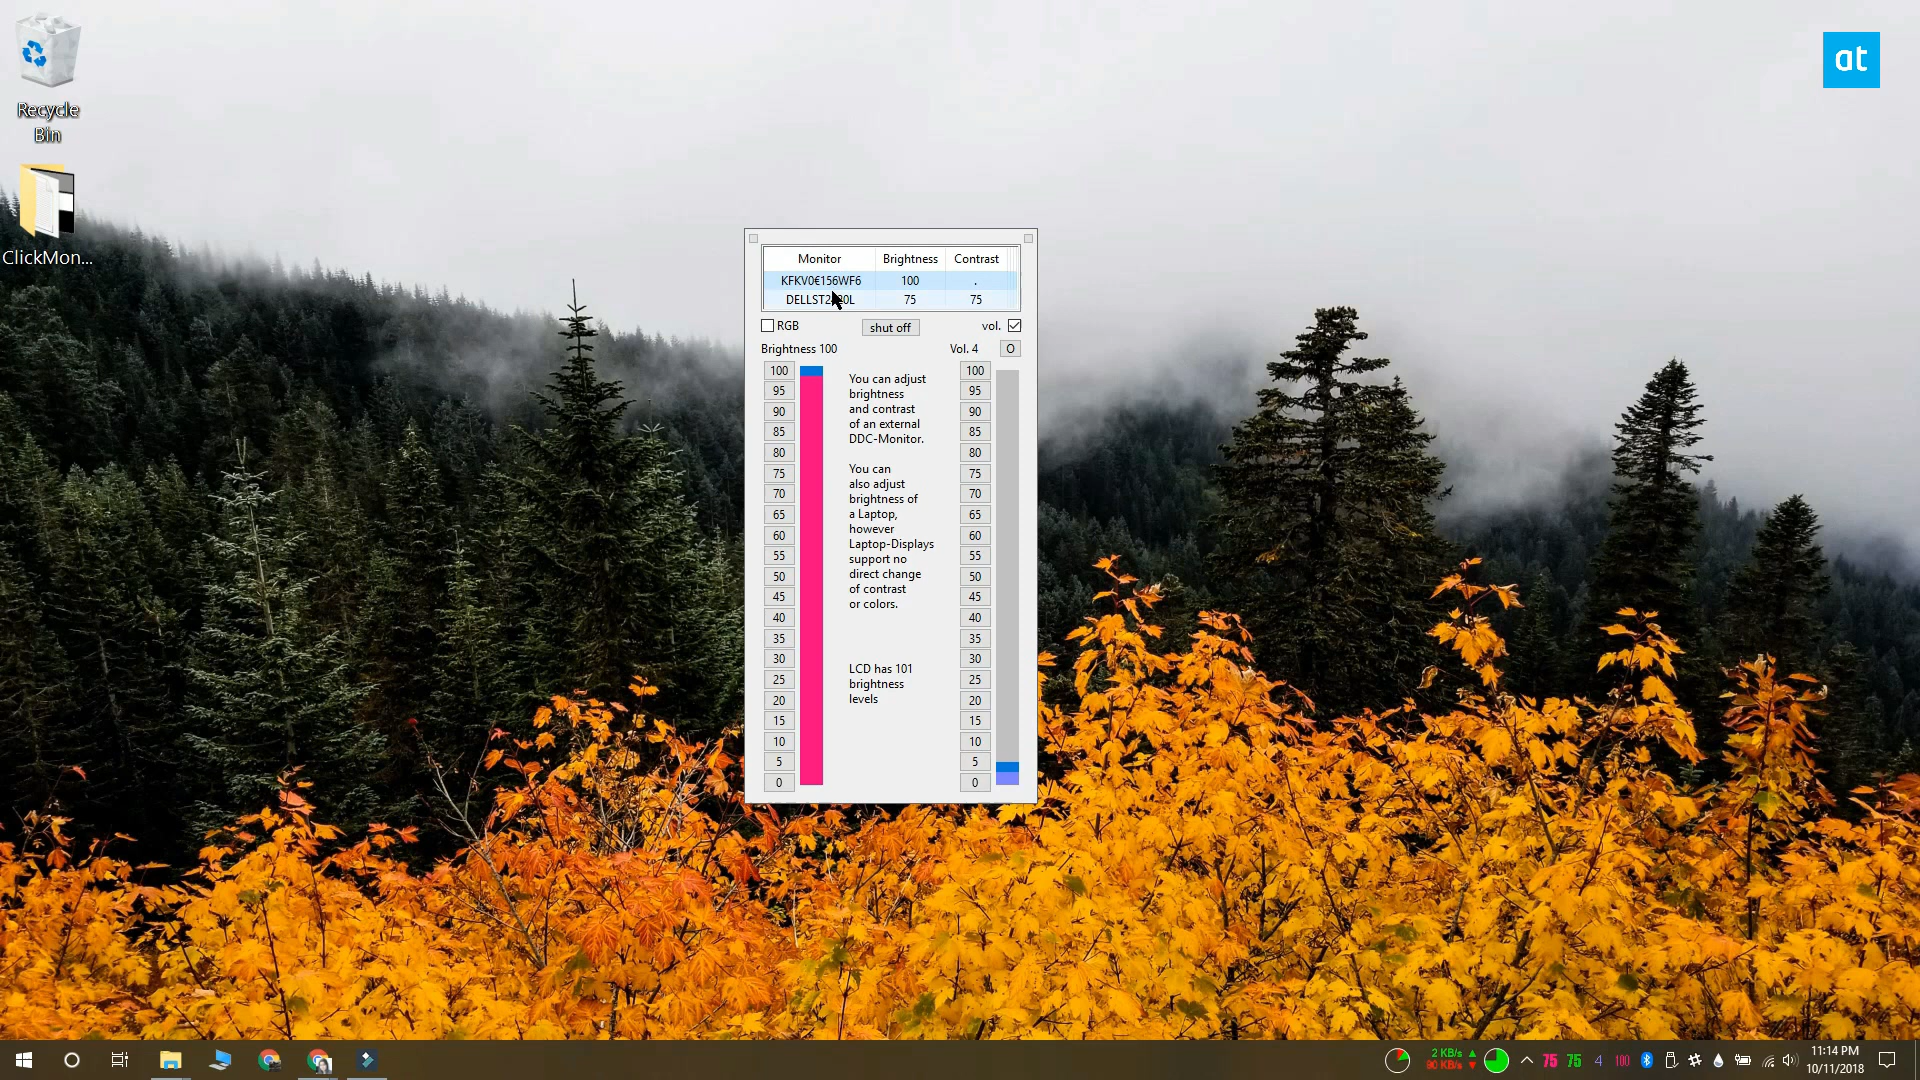 Recycle
Bin
ClickMon...
at
Monitor Brightness Contrast
KFKV0€156WF6 100 .
75 75
RGB shut off vol.
Brightness 100 Vol. 4 O
100 100
95 95
90 90
85 85
80 80
75 75
70 70
65 65
60 60
55 55
50 50
45 45
40 40
35 35
30 30
25 25
20 20
15 15
10 10
5 5
0 0
You can adjust
brightness
and contrast
of an external
DDC-Monitor.
You can
also adjust
brightness of
a Laptop,
however
Laptop-Displays
support no
direct change
of contrast
or colors.
LCD has 101
brightness
levels
2 KB/s
90 KB/s
75 75 4 100
11:14 PM
10/11/2018